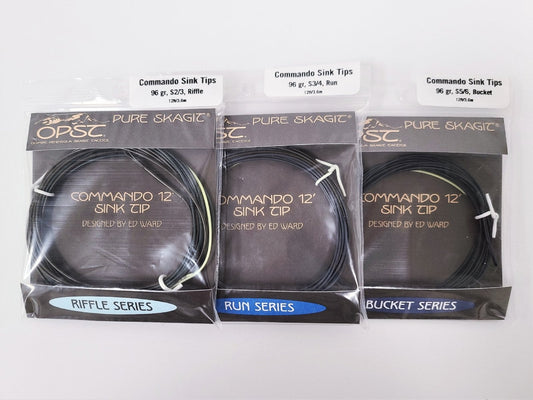 Commando Sink Tips
96 gr, S2/3, Riffle
12ft/3.6m
PURE SKAGIT
OPST
COMMANDO 12'
SINK TIP
DESIGNED BY ED WARD
RIFFLE SERIES
Commando Sink Tips
96 gr, S3/4, Run
12ft/3.6m
PURE SKAGIT
COMMANDO 12'
SINK TIP
DESIGNED BY ED WARD
RUN SERIES
Commando Sink Tips
96 gr, S5/6, Bucket
12ft/3.6m
PURE SKAGIT®
OPST
COMMANDO 12'
SINK TIP
DESIGNED BY ED WARD
BUCKET SERIES